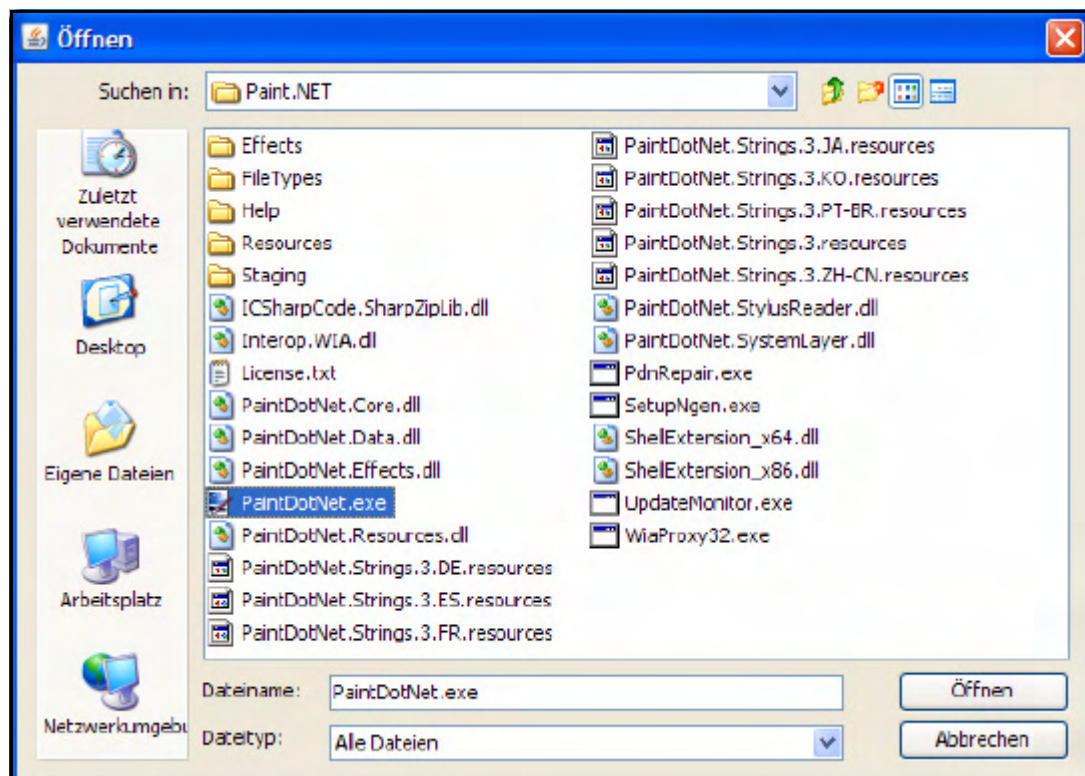 Öffnen
Suchen in: Paint.NET
Zuletzt
verwendete
Dokumente
Desktop
Eigene Dateien
Arbeitsplatz
Netzwerkumgebu
Effects
FileTypes
Help
Resources
Staging
ICSharpCode.SharpZipLib.dll
Interop.WIA.dll
License.txt
PaintDotNet.Core.dll
PaintDotNet.Data.dll
PaintDotNet.Effects.dll
PaintDotNet.exe
PaintDotNet.Resources.dll
PaintDotNet.Strings.3.DE.resources
PaintDotNet.Strings.3.ES.resources
PaintDotNet.Strings.3.FR.resources
PaintDotNet.Strings.3.JA.resources
PaintDotNet.Strings.3.KO.resources
PaintDotNet.Strings.3.PT-BR.resources
PaintDotNet.Strings.3.resources
PaintDotNet.Strings.3.ZH-CN.resources
PaintDotNet.StylusReader.dll
PaintDotNet.SystemLayer.dll
PdnRepair.exe
SetupNgen.exe
ShellExtension_x64.dll
ShellExtension_x86.dll
UpdateMonitor.exe
WiaProxy32.exe
Dateiname: PaintDotNet.exe
Öffnen
Dateityp: Alle Dateien
Abbrechen